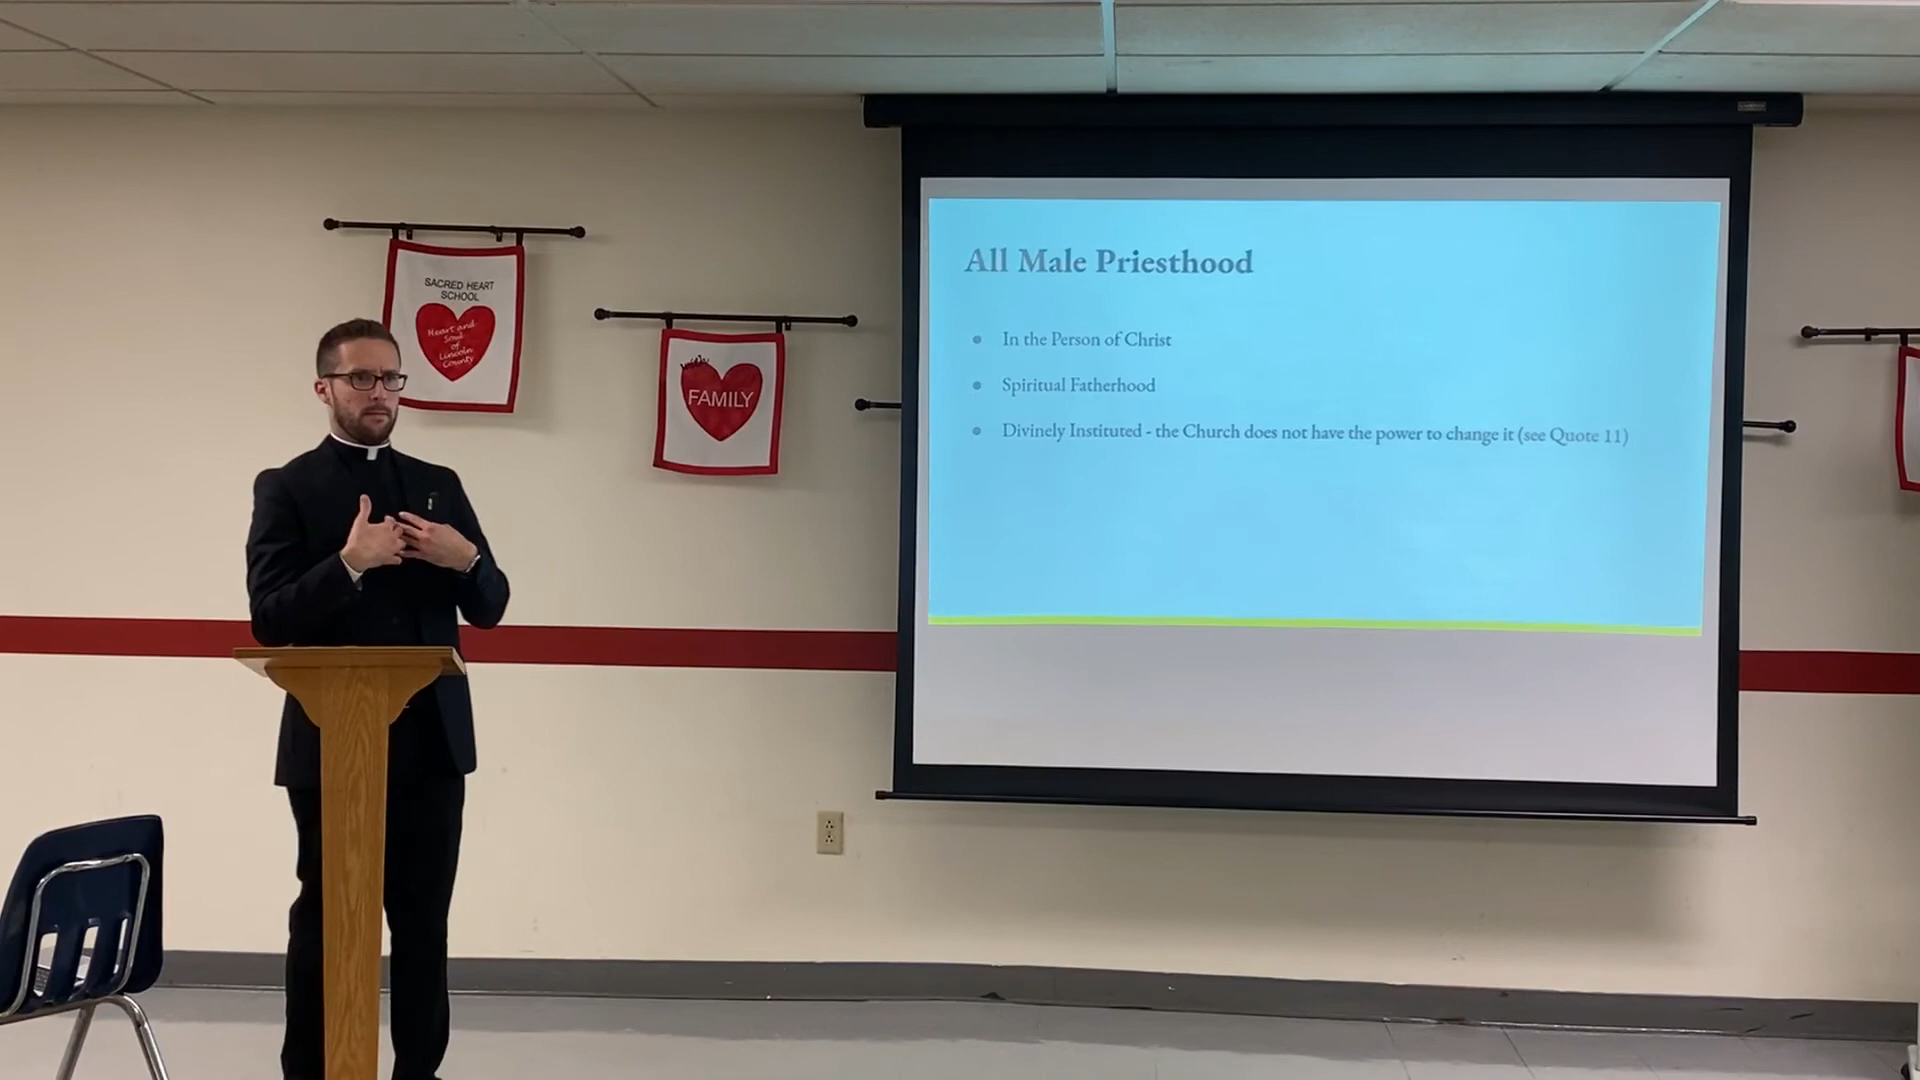 SACRED HEART
SCHOOL
Heart and
Soul
of
Lincoln
County
FAMILY
All Male Priesthood
In the Person of Christ
Spiritual Fatherhood
Divinely Instituted - the Church does not have the power to change it (see Quote 11)